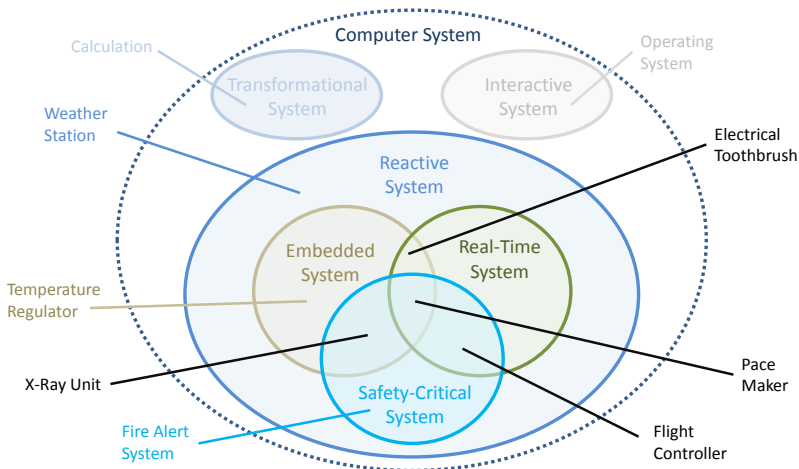 Computer System
Calculation
Operating
System
Transformational
System
Interactive
System
Weather
Station
Electrical
Toothbrush
Reactive
System
Embedded
System
Real-Time
System
Temperature
Regulator
X-Ray Unit
Pace
Maker
Safety-Critical
System
Fire Alert
System
Flight
Controller